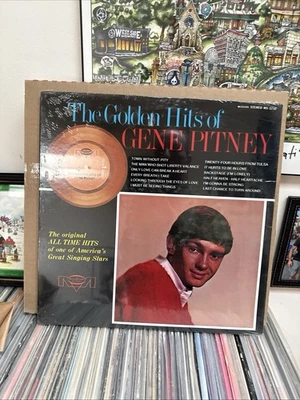 WELCOME
The Golden Hits of
GENE PITNEY
TOWN WITHOUT PITY
THE MAN WHO SHOT LIBERTY VALANCE
ONLY LOVE CAN BREAK A HEART
EVERY BREATH I TAKE
LOOKING THROUGH THE EYES OF LOVE
I MUST BE SEEING THINGS
TWENTY FOUR HOURS FROM TULSA
IT HURTS TO BE IN LOVE
BACKSTAGE (I'M LONELY)
HALF HEAVEN - HALF HEARTACHE
I'M GONNA BE STRONG
LAST CHANCE TO TURN AROUND
The original
ALL TIME HITS
of one of America's
Great Singing Stars